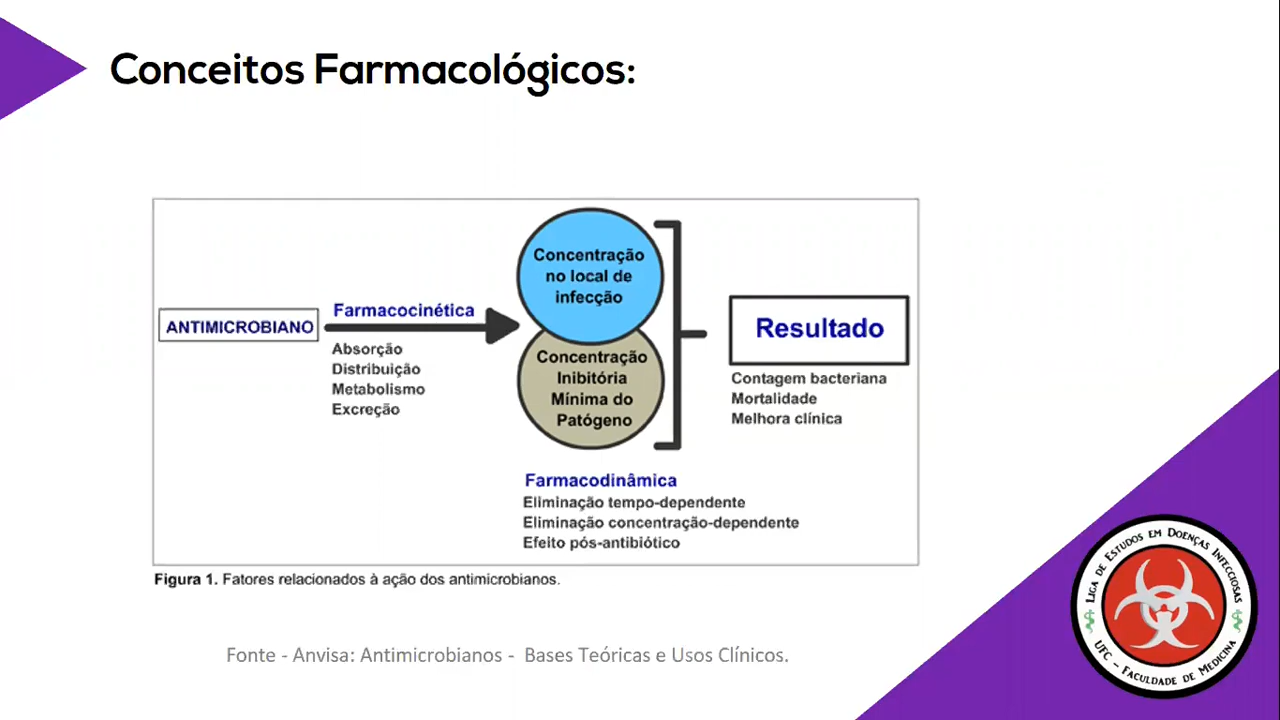 Conceitos Farmacológicos:
ANTIMICROBIANO
Farmacocinética
Absorção
Distribuição
Metabolismo
Excreção
Concentração
no local de
infecção
Concentração
Inibitória
Mínima do
Patógeno
Farmacodinâmica
Eliminação tempo-dependente
Eliminação concentração-dependente
Efeito pós-antibiótico
Resultado
Contagem bacteriana
Mortalidade
Melhora clínica
Figura 1. Fatores relacionados à ação dos antimicrobianos.
Fonte - Anvisa: Antimicrobianos - Bases Teóricas e Usos Clínicos.
Liga de Estudos em Doenças Infecciosas
UFC - Faculdade de Medicina